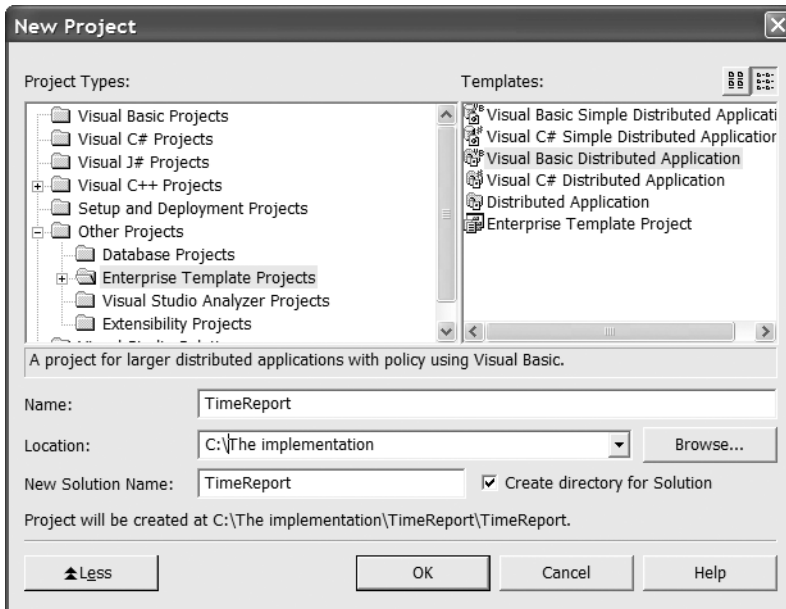 New Project
Project Types:
Templates:
Visual Basic Projects
Visual C# Projects
Visual J# Projects
Visual C++ Projects
Setup and Deployment Projects
Other Projects
Database Projects
Enterprise Template Projects
Visual Studio Analyzer Projects
Extensibility Projects
Visual Basic Simple Distributed Applicati
Visual C# Simple Distributed Application
Visual Basic Distributed Application
Visual C# Distributed Application
Distributed Application
Enterprise Template Project
A project for larger distributed applications with policy using Visual Basic.
Name:
TimeReport
Location:
C:\The implementation
Browse...
New Solution Name:
TimeReport
Create directory for Solution
Project will be created at C:\The implementation\TimeReport\TimeReport.
Less
OK
Cancel
Help